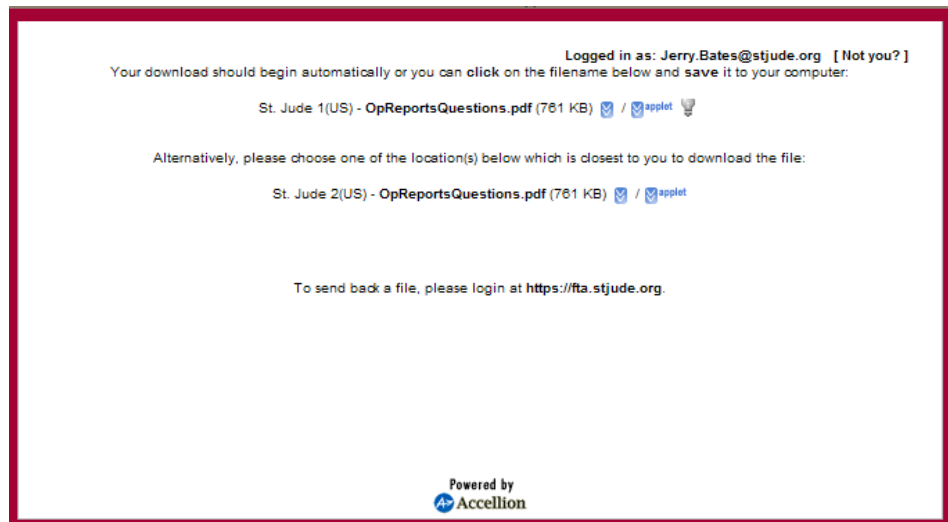 Logged in as: Jerry.Bates@stjude.org [ Not you? ]
Your download should begin automatically or you can click on the filename below and save it to your computer:
St. Jude 1(US) - OpReportsQuestions.pdf (761 KB) / applet
Alternatively, please choose one of the location(s) below which is closest to you to download the file:
St. Jude 2(US) - OpReportsQuestions.pdf (761 KB) / applet
To send back a file, please login at https://fta.stjude.org.
Powered by
Accellion